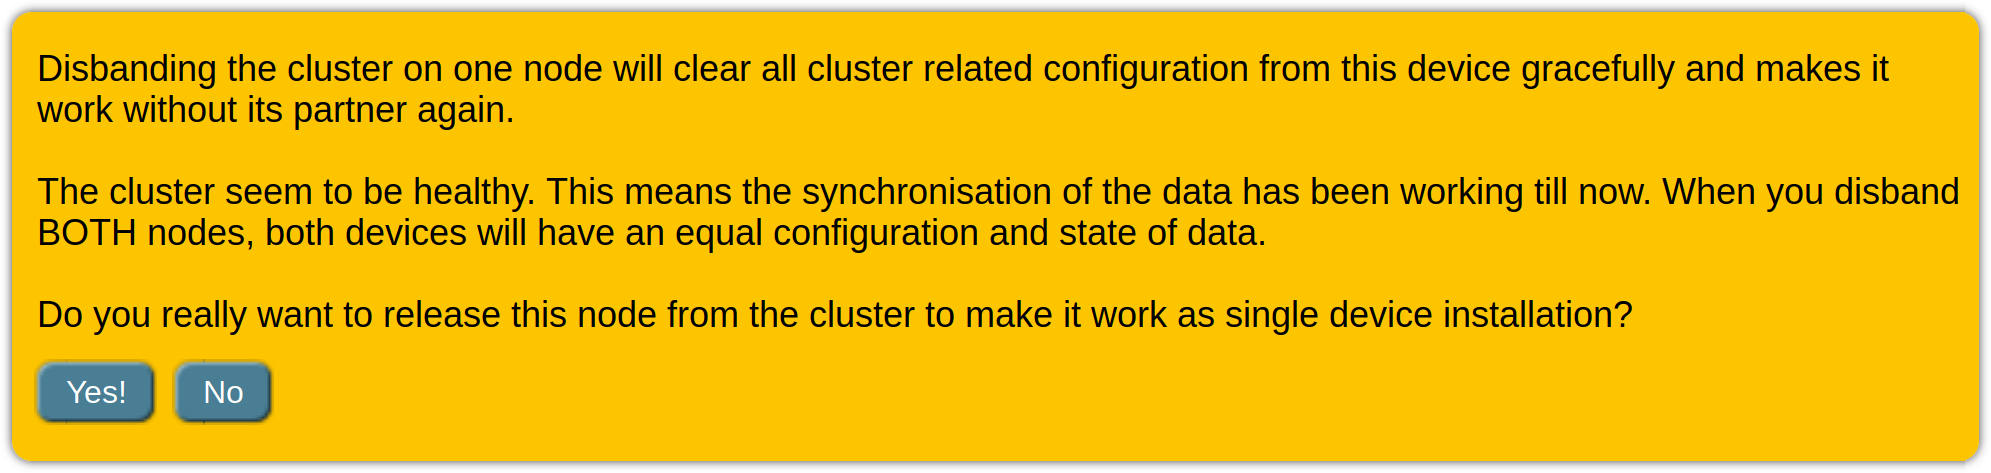 Disbanding the cluster on one node will clear all cluster related configuration from this device gracefully and makes it
work without its partner again.
The cluster seem to be healthy. This means the synchronisation of the data has been working till now. When you disband
BOTH nodes, both devices will have an equal configuration and state of data.
Do you really want to release this node from the cluster to make it work as single device installation?
Yes! No